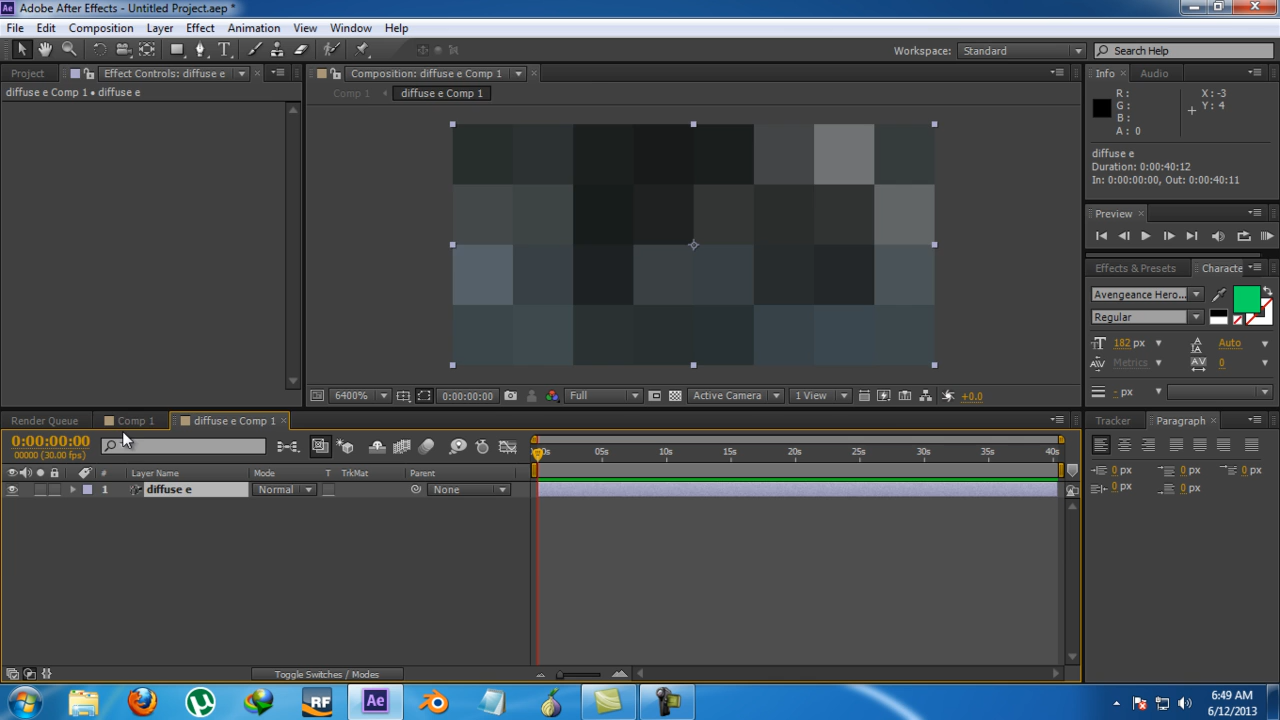 Ae Adobe After Effects - Untitled Project.aep *
File Edit Composition Layer Effect Animation View Window Help
Workspace: Standard Search Help
Project Effect Controls: diffuse e Composition: diffuse e Comp 1 Info Audio
diffuse e Comp 1 • diffuse e Comp 1 diffuse e Comp 1
R : X : -3
G : Y : 4
B :
A : 0
diffuse e
Duration: 0:00:40:12
In: 0:00:00:00, Out: 0:00:40:11
Preview
Effects & Presets Characte
Avengeance Hero...
Regular
182 px Auto
Metrics 0
- px
6400% 0:00:00:00 Full Active Camera 1 View +0.0
Render Queue Comp 1 diffuse e Comp 1 Tracker Paragraph
0:00:00:00
00000 (30.00 fps)
05s 10s 15s 20s 25s 30s 35s 40s
# Layer Name Mode T TrkMat Parent
1 diffuse e Normal None
0 px 0 px 0 px
0 px 0 px
Toggle Switches / Modes
RF Ae
6:49 AM
6/12/2013